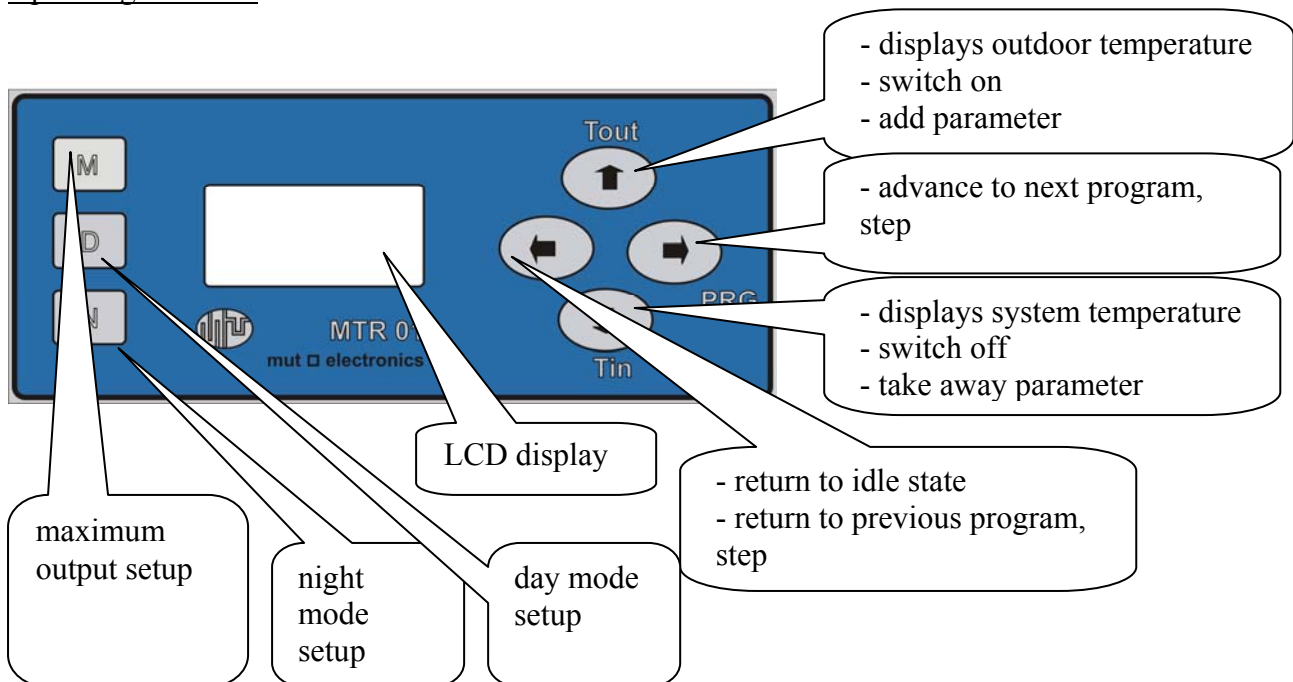 - displays outdoor temperature
- switch on
- add parameter
Tout
M
- advance to next program,
step
D
PRG
- displays system temperature
- switch off
- take away parameter
N
MTR 01
mut electronics
Tin
LCD display
- return to idle state
- return to previous program,
step
maximum
output setup
night
mode
setup
day mode
setup